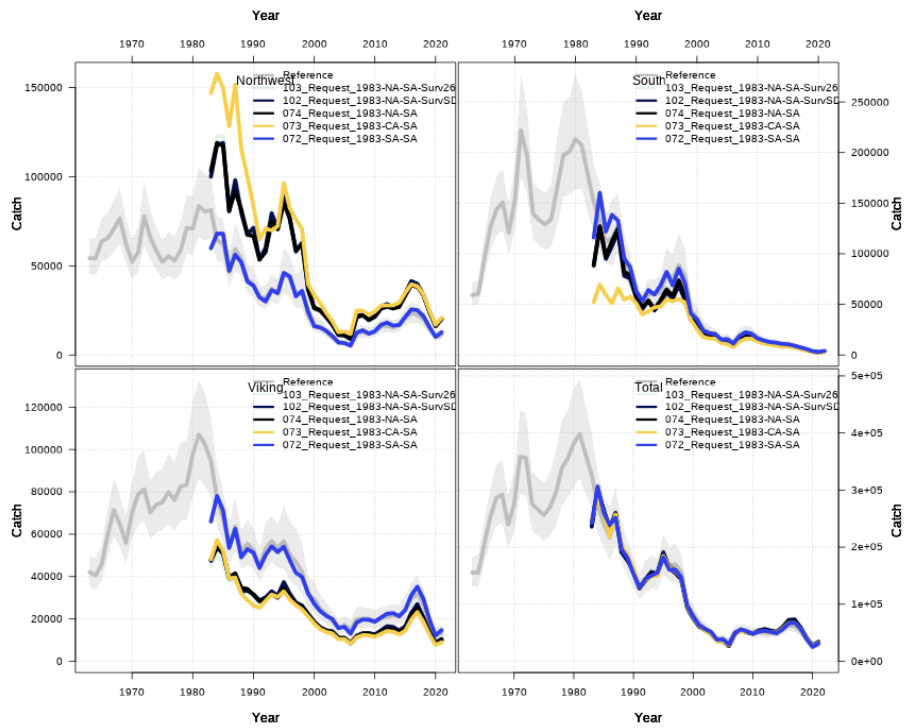 Year
Year
1970 1980 1990 2000 2010 2020
1970 1980 1990 2000 2010 2020
Northwest
Reference
103_Request_1983-NA-SA-Surv26
102_Request_1983-NA-SA-SurvSD
074_Request_1983-NA-SA
073_Request_1983-CA-SA
072_Request_1983-SA-SA
Catch
150000
100000
50000
0
South
Reference
103_Request_1983-NA-SA-Surv26
102_Request_1983-NA-SA-SurvSD
074_Request_1983-NA-SA
073_Request_1983-CA-SA
072_Request_1983-SA-SA
250000
200000
150000
100000
50000
0
Catch
Viking
Reference
103_Request_1983-NA-SA-Surv26
102_Request_1983-NA-SA-SurvSD
074_Request_1983-NA-SA
073_Request_1983-CA-SA
072_Request_1983-SA-SA
Catch
120000
100000
80000
60000
40000
20000
0
Total
Reference
103_Request_1983-NA-SA-Surv26
102_Request_1983-NA-SA-SurvSD
074_Request_1983-NA-SA
073_Request_1983-CA-SA
072_Request_1983-SA-SA
5e+05
4e+05
3e+05
2e+05
1e+05
0e+00
Catch
1970 1980 1990 2000 2010 2020
1970 1980 1990 2000 2010 2020
Year
Year